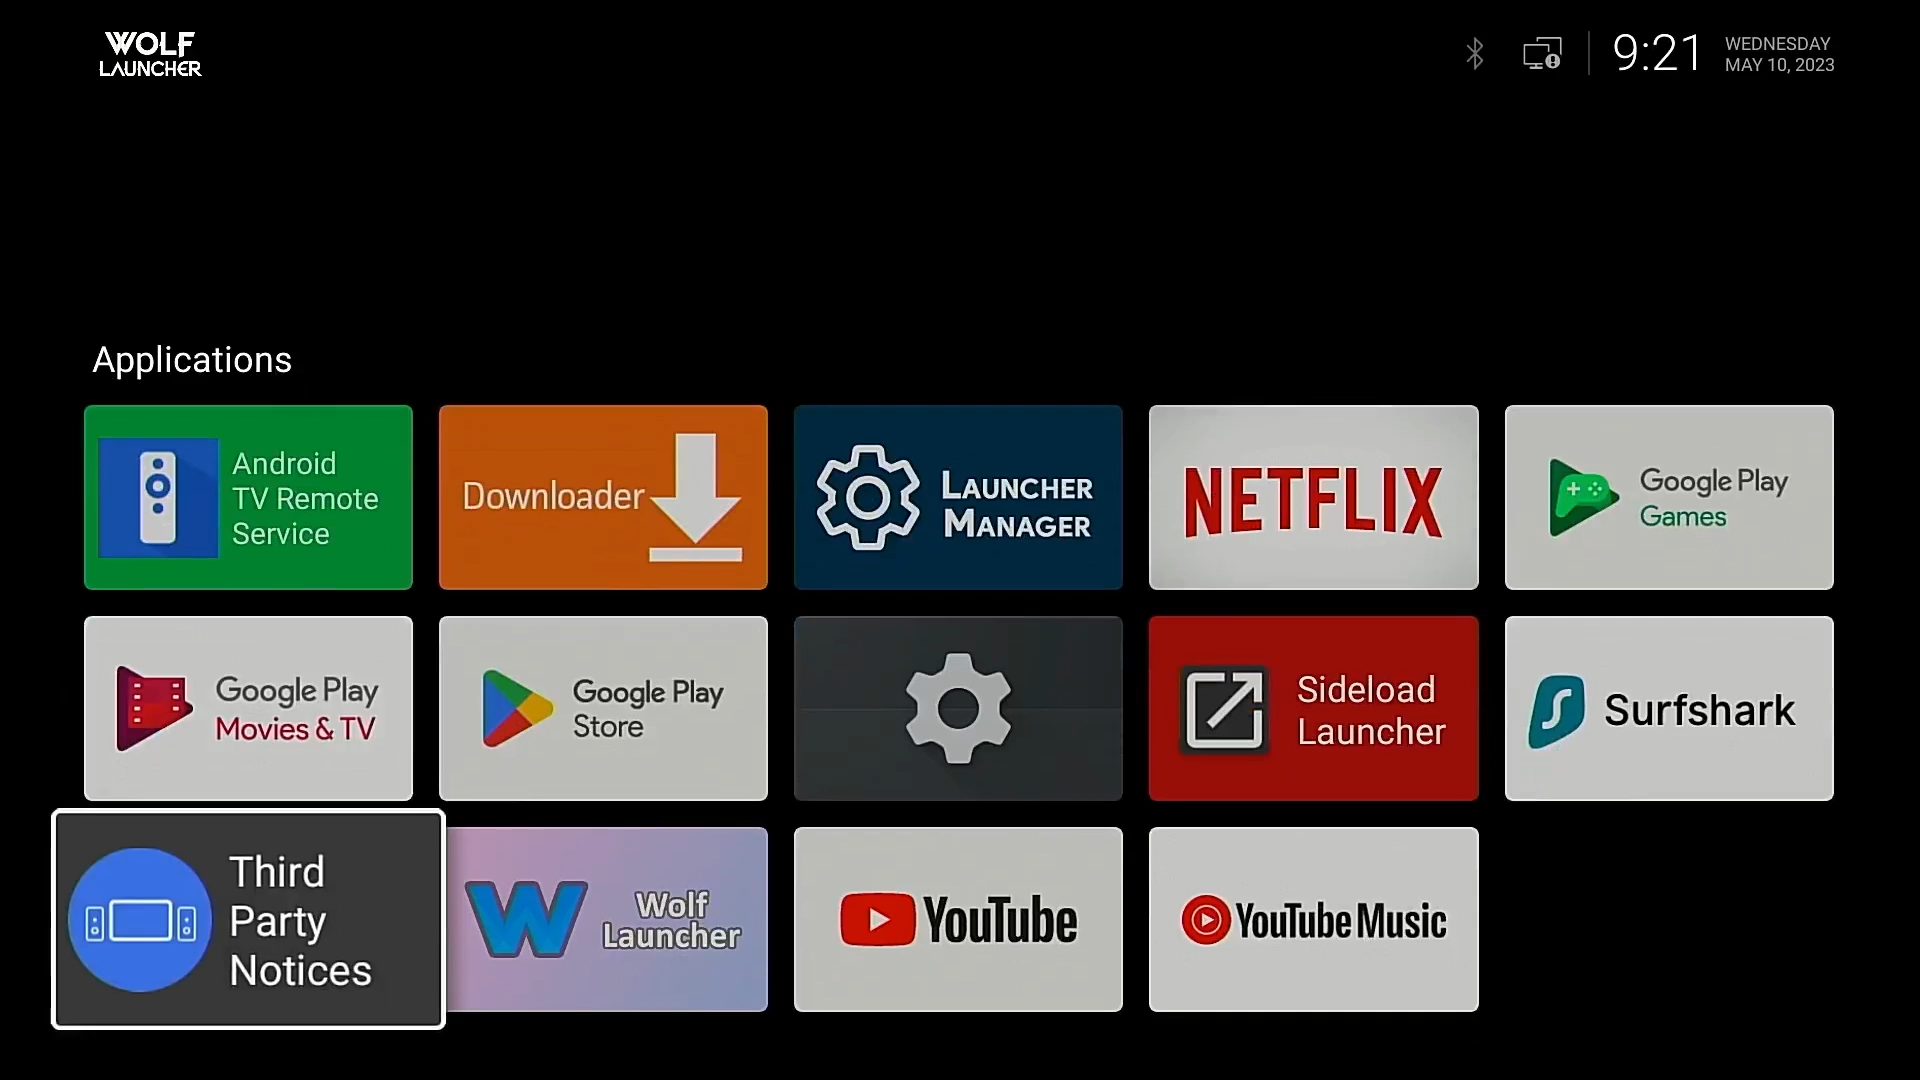 WOLF
LAUNCHER
9:21
WEDNESDAY
MAY 10, 2023
Applications
Android
TV Remote
Service
Downloader
LAUNCHER
MANAGER
NETFLIX
Google Play
Games
Google Play
Movies & TV
Google Play
Store
Sideload
Launcher
Surfshark
Third
Party
Notices
W
Wolf
Launcher
YouTube
YouTube Music